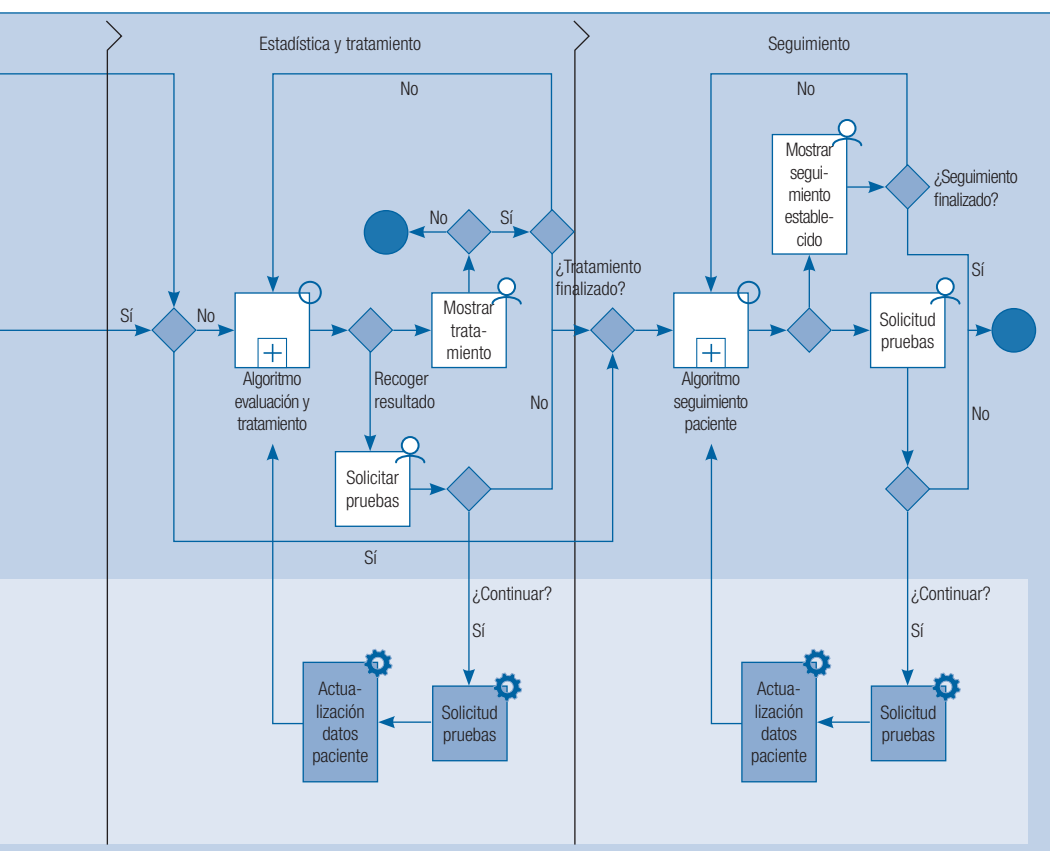 Estadística y tratamiento
Seguimiento
No
No
Mostrar
segui-
miento
estable-
cido
¿Seguimiento
finalizado?
No
Sí
¿Tratamiento
finalizado?
Sí
Sí
No
Mostrar
trata-
miento
Solicitud
pruebas
Algoritmo
evaluación y
tratamiento
Recoger
resultado
Algoritmo
seguimiento
paciente
No
No
Solicitar
pruebas
Sí
¿Continuar?
Sí
¿Continuar?
Sí
Actua-
lización
datos
paciente
Solicitud
pruebas
Actua-
lización
datos
paciente
Solicitud
pruebas